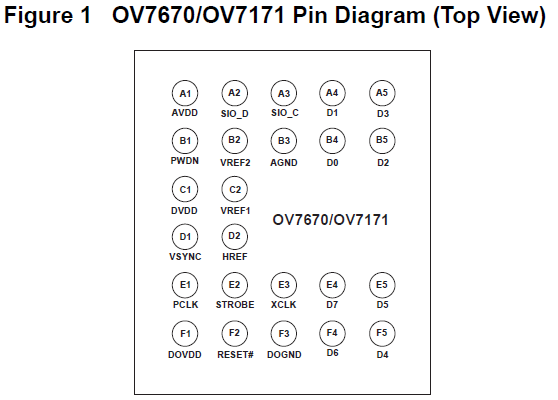 Figure 1 OV7670/OV7171 Pin Diagram (Top View)
A1 A2 A3 A4 A5
AVDD SIO_D SIO_C D1 D3
B1 B2 B3 B4 B5
PWDN VREF2 AGND D0 D2
C1 C2
DVDD VREF1
OV7670/OV7171
D1 D2
VSYNC HREF
E1 E2 E3 E4 E5
PCLK STROBE XCLK D7 D5
F1 F2 F3 F4 F5
DOVDD RESET# DOGND D6 D4